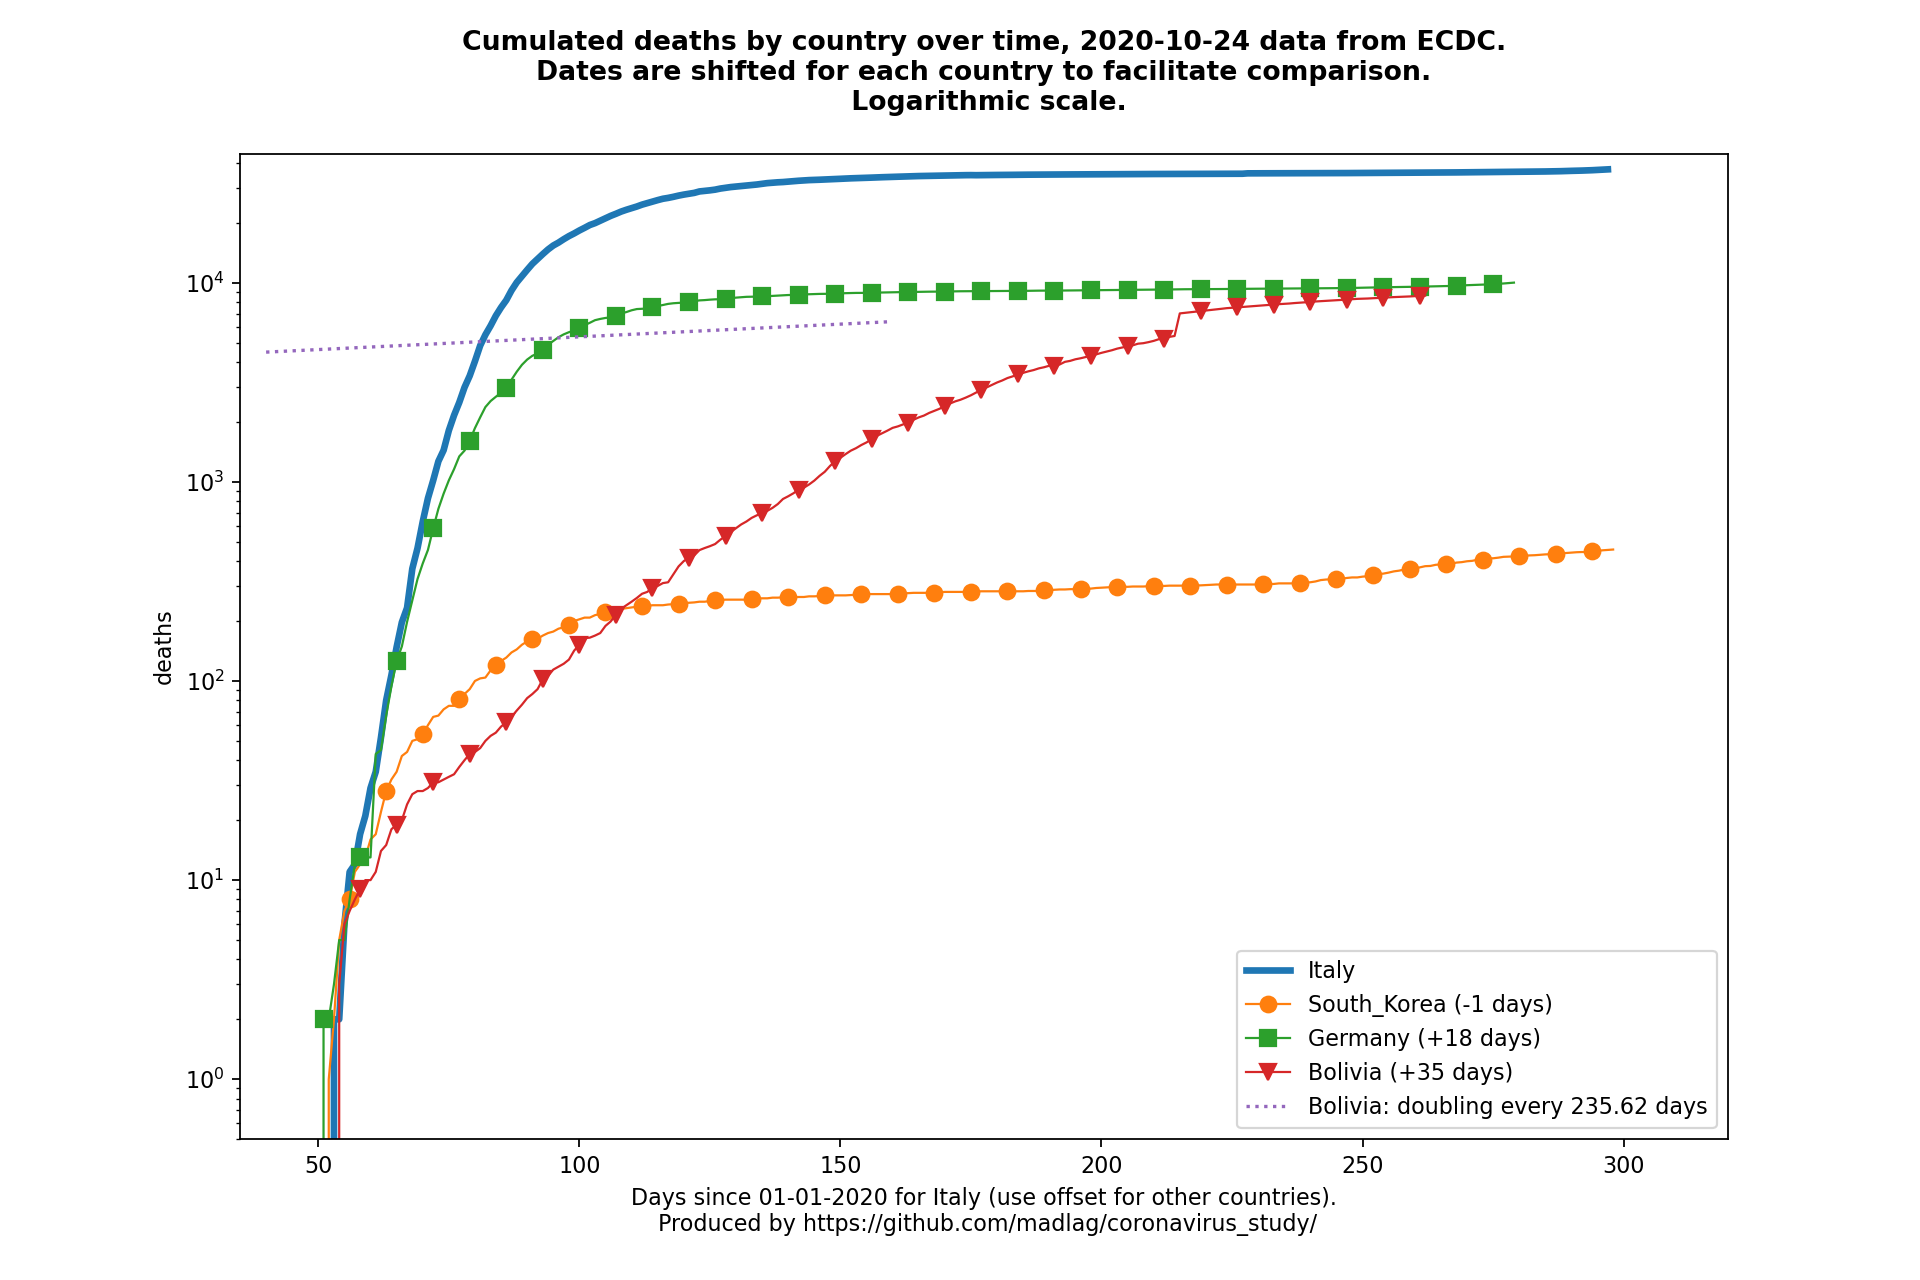 Cumulated deaths by country over time, 2020-10-24 data from ECDC.
Dates are shifted for each country to facilitate comparison.
Logarithmic scale.
deaths
10^4
10^3
10^2
10^1
10^0
50 100 150 200 250 300
Italy
South_Korea (-1 days)
Germany (+18 days)
Bolivia (+35 days)
Bolivia: doubling every 235.62 days
Days since 01-01-2020 for Italy (use offset for other countries).
Produced by https://github.com/madlag/coronavirus_study/